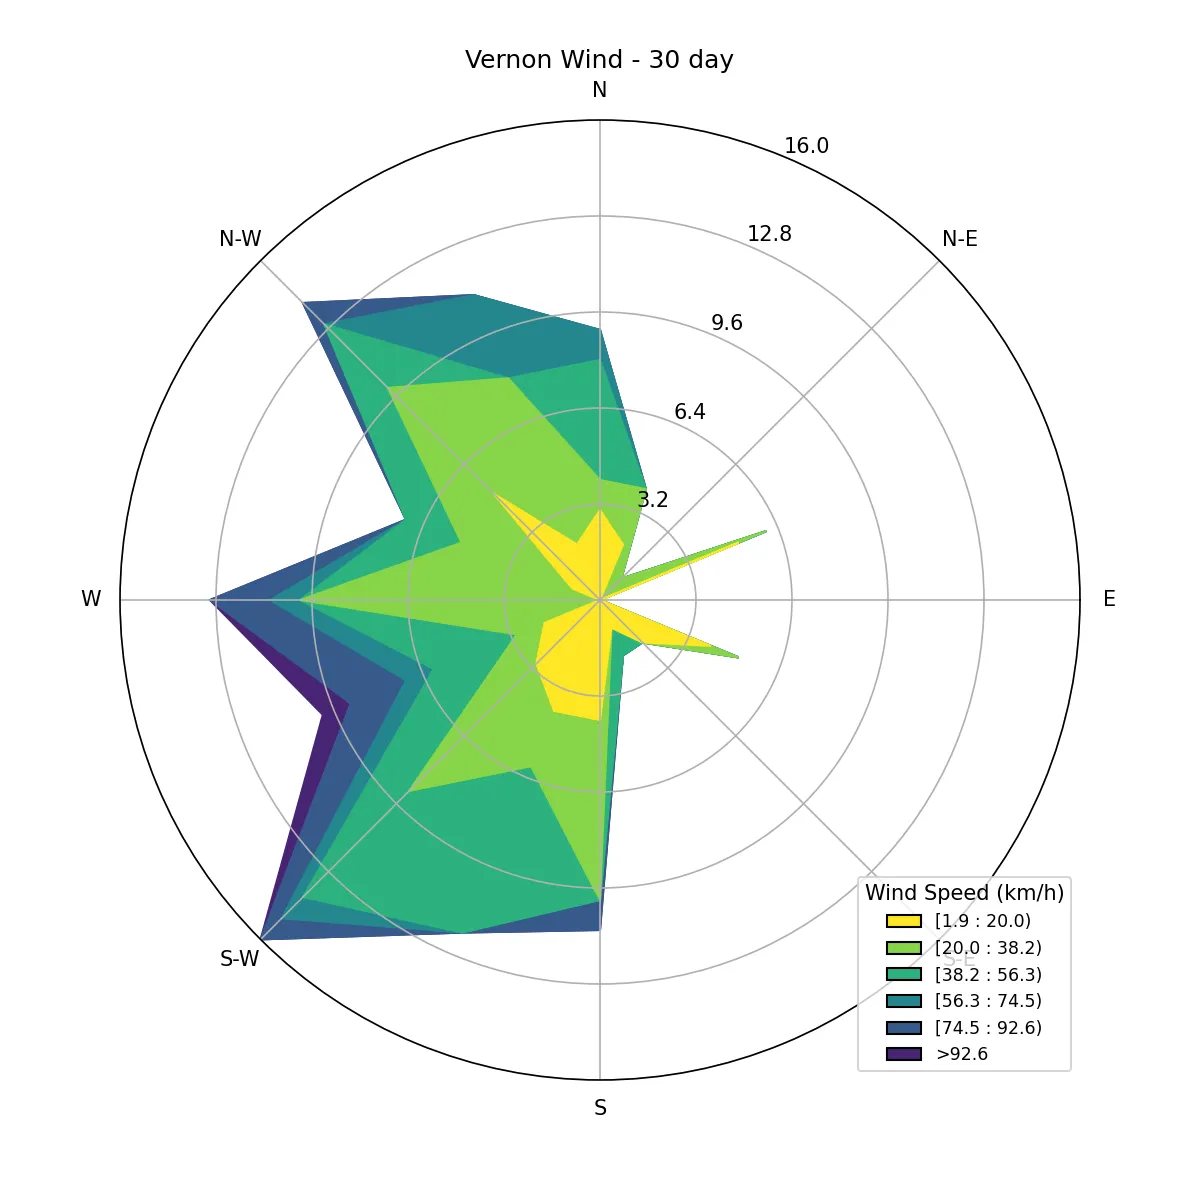 Vernon Wind - 30 day
N
16.0
N-W
12.8
N-E
9.6
6.4
3.2
W
E
S-W
S-E
S
Wind Speed (km/h)
[1.9 : 20.0)
[20.0 : 38.2)
[38.2 : 56.3)
[56.3 : 74.5)
[74.5 : 92.6)
>92.6